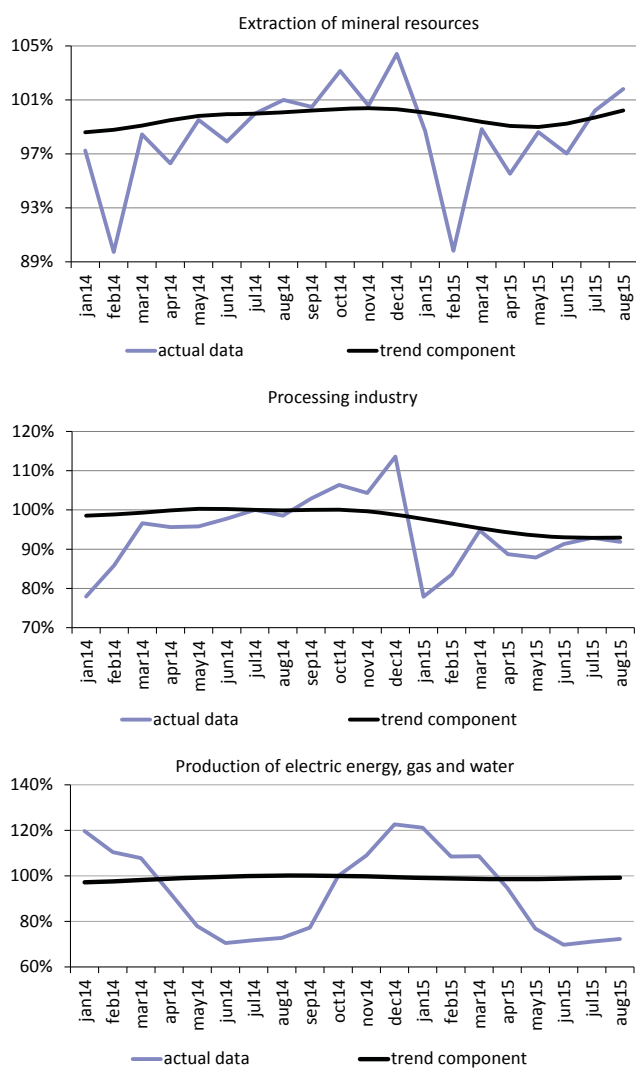 Extraction of mineral resources
105%
101%
97%
93%
89%
jan14 feb14 mar14 apr14 may14 jun14 jul14 aug14 sep14 oct14 nov14 dec14 jan15 feb15 mar14 apr15 may15 jun15 jul15 aug15
actual data trend component
Processing industry
120%
110%
100%
90%
80%
70%
jan14 feb14 mar14 apr14 may14 jun14 jul14 aug14 sep14 oct14 nov14 dec14 jan15 feb15 mar14 apr15 may15 jun15 jul15 aug15
actual data trend component
Production of electric energy, gas and water
140%
120%
100%
80%
60%
jan14 feb14 mar14 apr14 may14 jun14 jul14 aug14 sep14 oct14 nov14 dec14 jan15 feb15 mar14 apr15 may15 jun15 jul15 aug15
actual data trend component